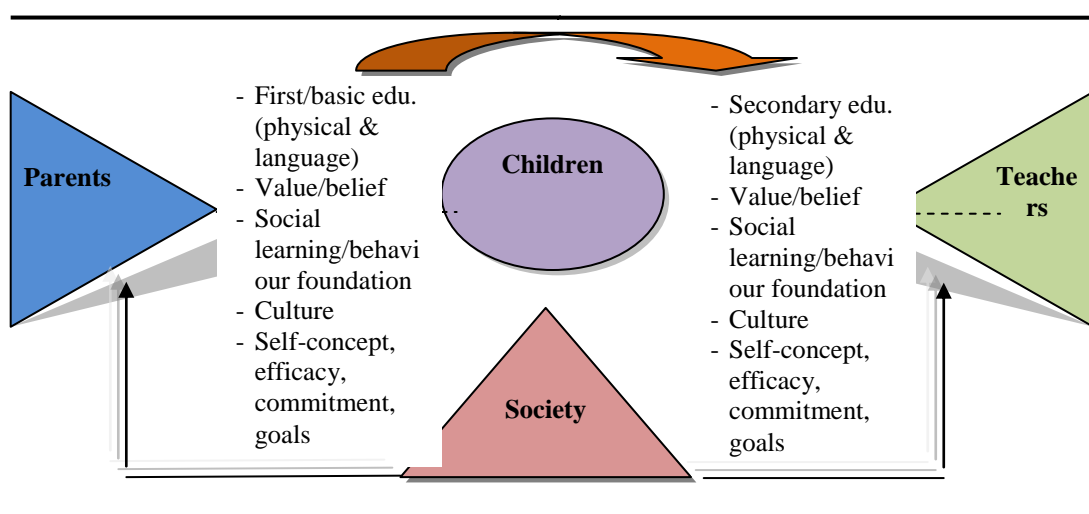 Parents
- First/basic edu.
(physical &
language)
- Value/belief
- Social
learning/behavi
our foundation
- Culture
- Self-concept,
efficacy,
commitment,
goals
Children
Society
- Secondary edu.
(physical &
language)
- Value/belief
- Social
learning/behavi
our foundation
- Culture
- Self-concept,
efficacy,
commitment,
goals
Teache
rs